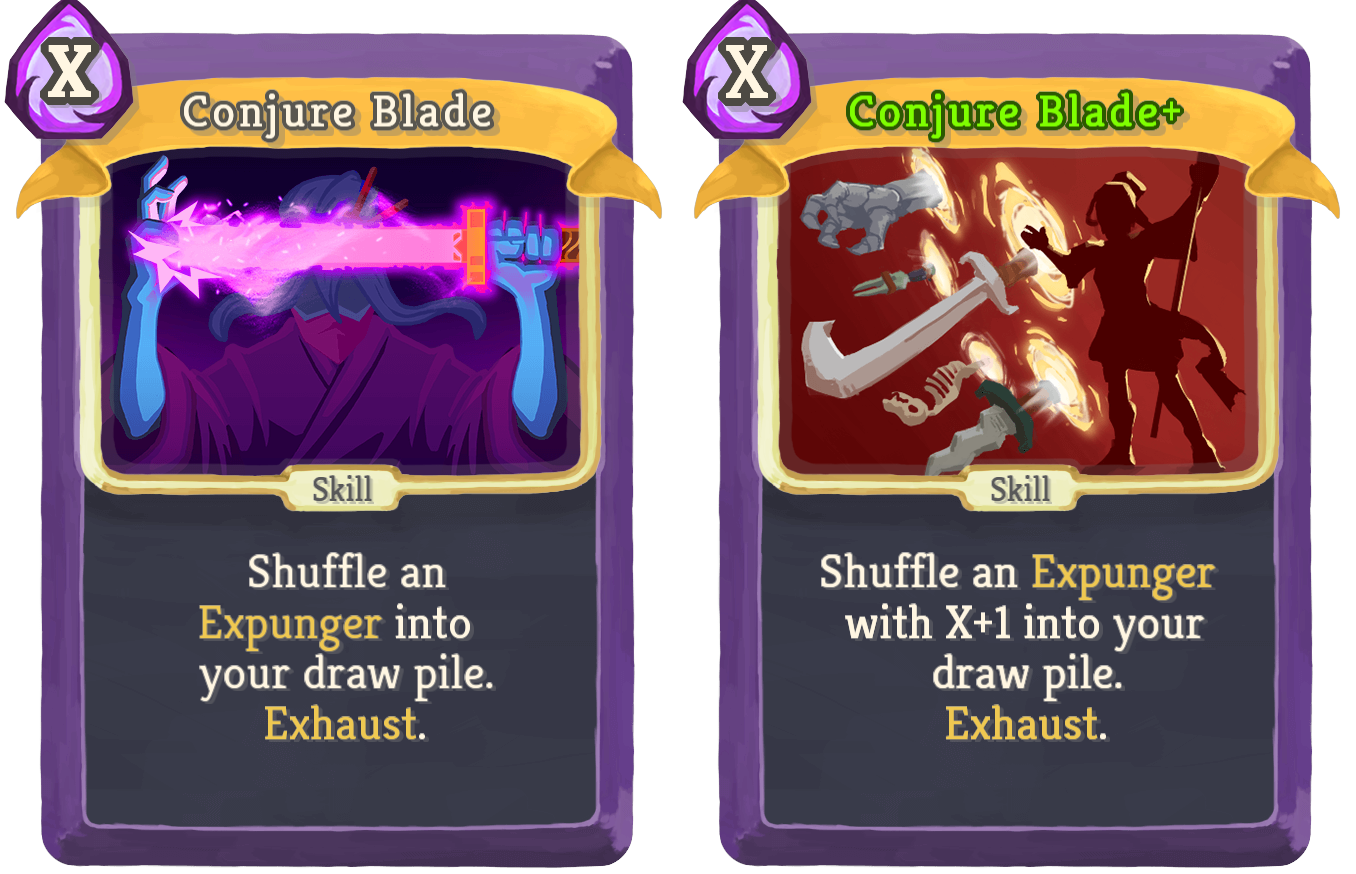 X
Conjure Blade
Skill
Shuffle an
Expunger into
your draw pile.
Exhaust.
X
Conjure Blade+
Skill
Shuffle an Expunger
with X+1 into your
draw pile.
Exhaust.